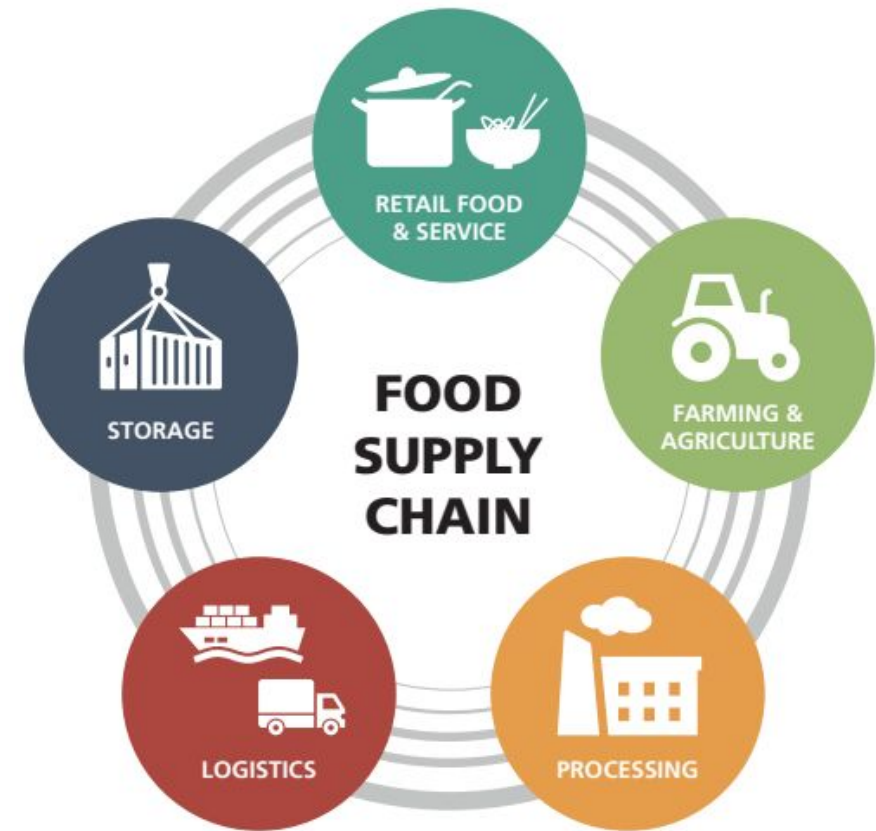 RETAIL FOOD
& SERVICE
FARMING &
AGRICULTURE
PROCESSING
LOGISTICS
STORAGE
FOOD
SUPPLY
CHAIN